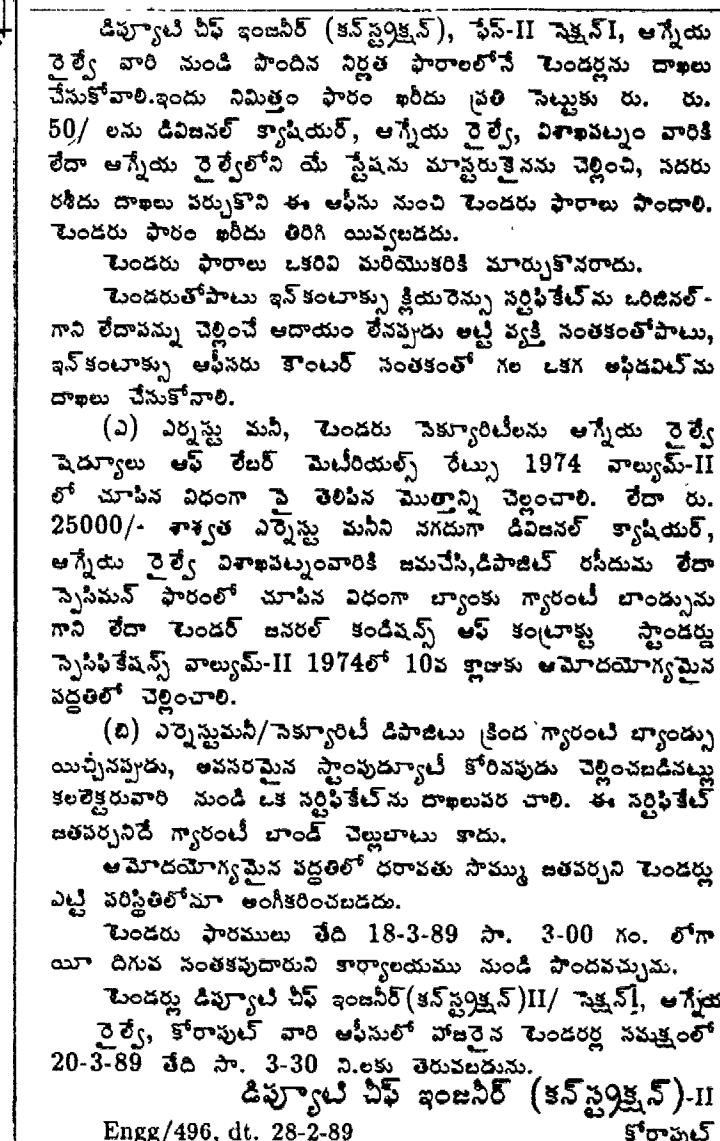 డిప్యూటి చీఫ్ ఇంజనీర్ (కన్‌స్ట్రక్షన్), ఫేస్-II సెక్షన్ I, ఆగ్నేయ
రైల్వే వారి నుండి పొందిన నిర్ణత ఫారాలలోనే టెండర్లను దాఖలు
చేసుకోవాలి.ఇందు నిమిత్తం ఫారం ఖరీదు ప్రతి సెట్టుకు రు. రు.
50/ లను డివిజనల్ క్యాషియర్, ఆగ్నేయ రైల్వే, విశాఖపట్నం వారికి
లేదా ఆగ్నేయ రైల్వేలోని యే స్టేషను మాస్టరుకైనను చెల్లించి, సదరు
రశీదు దాఖలు పర్చుకొని ఈ ఆఫీసు నుంచి టెండరు ఫారాలు పొందాలి.
టెండరు ఫారం ఖరీదు తిరిగి యివ్వబడదు.
టెండరు ఫారాలు ఒకరివి మరియొకరికి మార్చుకొనరాదు.
టెండరుతోపాటు ఇన్‌కంటాక్సు క్లియరెన్సు సర్టిఫికేట్‌ను ఒరిజినల్-
గాని లేదాపన్ను చెల్లించే ఆదాయం లేనప్పుడు అట్టి వ్యక్తి సంతకంతోపాటు,
ఇన్‌కంటాక్సు ఆఫీసరు కౌంటర్ సంతకంతో గల ఒకగ అఫిడవిట్‌ను
దాఖలు చేసుకోవాలి.
(ఎ) ఎర్నస్టు మనీ, టెండరు సెక్యూరిటీలను ఆగ్నేయ రైల్వే
షెడ్యూలు ఆఫ్ లేబర్ మెటీరియల్స్ రేట్సు 1974 వాల్యుమ్-II
లో చూపిన విధంగా పై తెలిపిన మొత్తాన్ని చెల్లంచాలి. లేదా రు.
25000/- శాశ్వత ఎర్నెస్టు మనీని నగదుగా డివిజనల్ క్యాషియర్,
ఆగ్నేయ రైల్వే విశాఖపట్నంవారికి జమచేసి,డిపాజిట్ రసీదును లేదా
స్పెసిమన్ ఫారంలో చూపిన విధంగా బ్యాంకు గ్యారంటీ బాండ్సును
గాని లేదా టెండర్ జనరల్ కండిషన్స్ ఆఫ్ కంట్రాక్టు స్టాండర్డు
స్పెసిఫికేషన్స్ వాల్యుమ్-II 1974లో 10వ క్లాజుకు ఆమోదయోగ్యమైన
పద్ధతిలో చెల్లించాలి.
(బి) ఎర్నెస్టుమనీ/సెక్యూరిటీ డిపాజిటు క్రింద గ్యారంటి బ్యాండ్సు
యిచ్చినప్పుడు, అవసరమైన స్టాంపుడ్యూటీ కోరినపుడు చెల్లించబడినట్లు
కలలెక్టరువారి నుండి ఒక సర్టిఫికేట్‌ను దాఖలుపర చాలి. ఈ సర్టిఫికేట్
జతపర్చనిదే గ్యారంటీ బాండ్ చెల్లుబాటు కాదు.
ఆమోదయోగ్యమైన పద్ధతిలో ధరావతు సొమ్ము జతపర్చని టెండర్లు
ఎట్టి పరిస్థితిలోనూ అంగీకరించబడదు.
టెండరు ఫారములు తేది 18-3-89 సా. 3-00 గం. లోగా
యీ దిగువ సంతకపుదారుని కార్యాలయము నుండి పొందవచ్చును.
టెండర్లు డిప్యూటి చీఫ్ ఇంజనీర్(కన్‌స్ట్రక్షన్)II/ సెక్షన్I, ఆగ్నేయ
రైల్వే, కోరాపుట్ వారి ఆఫీసులో హాజరైన టెండరర్ల సమక్షంలో
20-3-89 తేది సా. 3-30 ని.లకు తెరువబడును.
డిప్యూటి చీఫ్ ఇంజనీర్ (కన్‌స్ట్రక్షన్)-II
Engg/496, dt. 28-2-89 కోరాపుట్